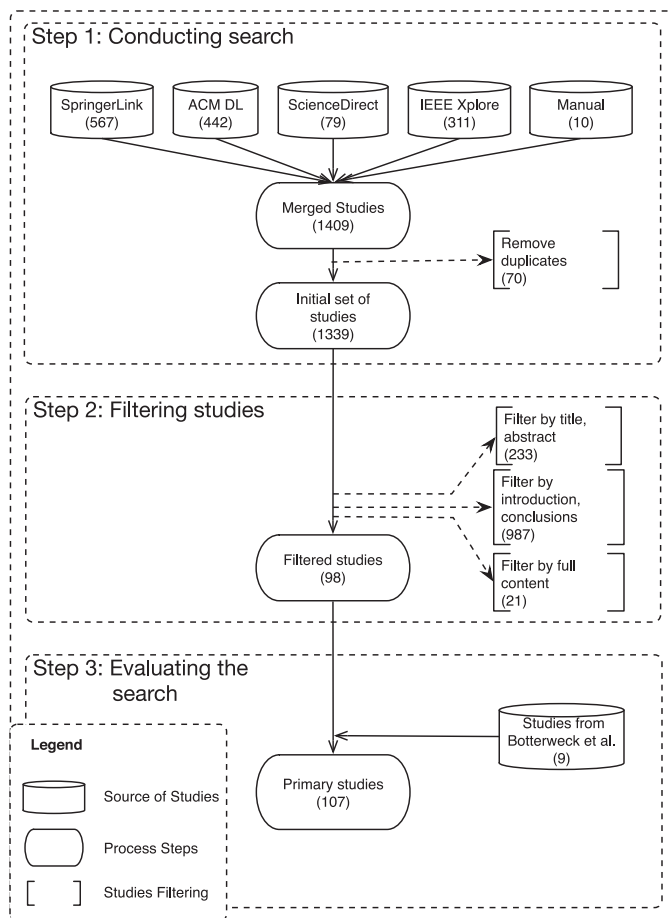 Step 1: Conducting search
SpringerLink
(567)
ACM DL
(442)
ScienceDirect
(79)
IEEE Xplore
(311)
Manual
(10)
Merged Studies
(1409)
Remove
duplicates
(70)
Initial set of
studies
(1339)
Step 2: Filtering studies
Filter by title,
abstract
(233)
Filter by
introduction,
conclusions
(987)
Filtered studies
(98)
Filter by full
content
(21)
Step 3: Evaluating the
search
Studies from
Botterweck et al.
(9)
Primary studies
(107)
Legend
Source of Studies
Process Steps
Studies Filtering